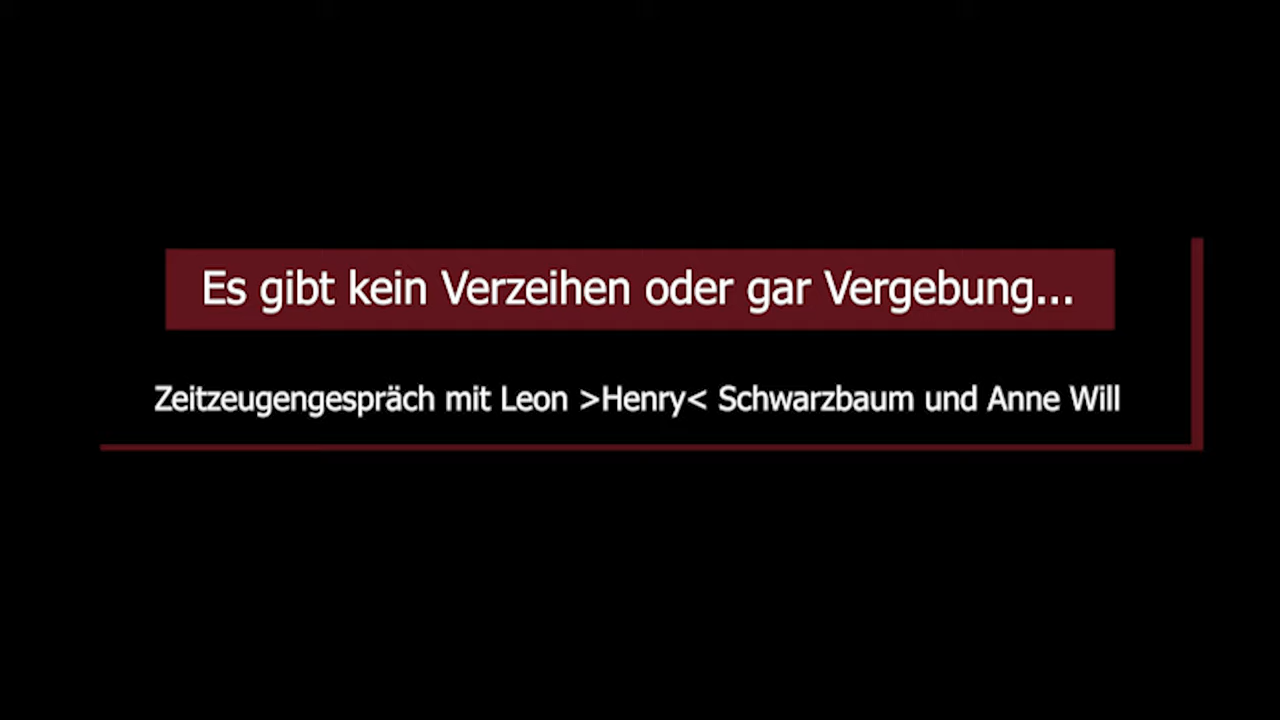 Es gibt kein Verzeihen oder gar Vergebung...
Zeitzeugengespräch mit Leon >Henry< Schwarzbaum und Anne Will